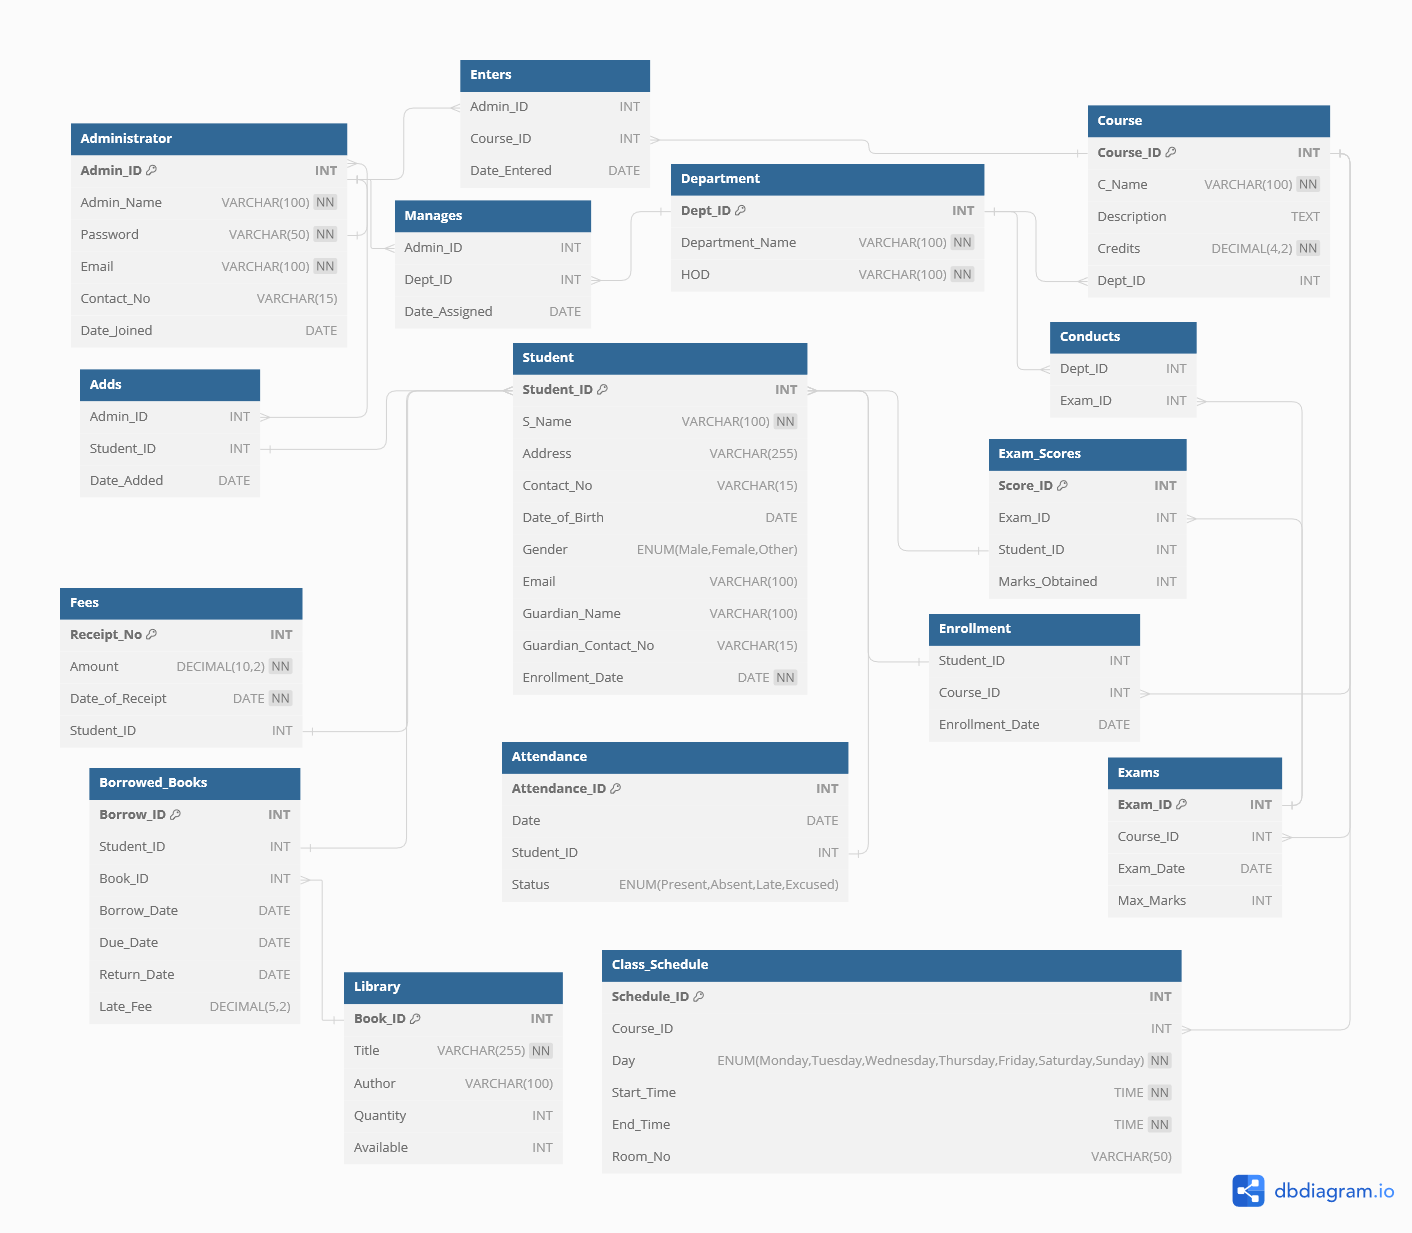 Enters
Admin_ID INT
Course_ID INT
Date_Entered DATE
Administrator
Admin_ID INT
Admin_Name VARCHAR(100) NN
Password VARCHAR(50) NN
Email VARCHAR(100) NN
Contact_No VARCHAR(15)
Date_Joined DATE
Course
Course_ID INT
C_Name VARCHAR(100) NN
Description TEXT
Credits DECIMAL(4,2) NN
Dept_ID INT
Department
Dept_ID INT
Department_Name VARCHAR(100) NN
HOD VARCHAR(100) NN
Manages
Admin_ID INT
Dept_ID INT
Date_Assigned DATE
Conducts
Dept_ID INT
Exam_ID INT
Student
Student_ID INT
S_Name VARCHAR(100) NN
Address VARCHAR(255)
Contact_No VARCHAR(15)
Date_of_Birth DATE
Gender ENUM(Male,Female,Other)
Email VARCHAR(100)
Guardian_Name VARCHAR(100)
Guardian_Contact_No VARCHAR(15)
Enrollment_Date DATE NN
Adds
Admin_ID INT
Student_ID INT
Date_Added DATE
Exam_Scores
Score_ID INT
Exam_ID INT
Student_ID INT
Marks_Obtained INT
Fees
Receipt_No INT
Amount DECIMAL(10,2) NN
Date_of_Receipt DATE NN
Student_ID INT
Enrollment
Student_ID INT
Course_ID INT
Enrollment_Date DATE
Attendance
Attendance_ID INT
Date DATE
Student_ID INT
Status ENUM(Present,Absent,Late,Excused)
Exams
Exam_ID INT
Course_ID INT
Exam_Date DATE
Max_Marks INT
Borrowed_Books
Borrow_ID INT
Student_ID INT
Book_ID INT
Borrow_Date DATE
Due_Date DATE
Return_Date DATE
Late_Fee DECIMAL(5,2)
Library
Book_ID INT
Title VARCHAR(255) NN
Author VARCHAR(100)
Quantity INT
Available INT
Class_Schedule
Schedule_ID INT
Course_ID INT
Day ENUM(Monday,Tuesday,Wednesday,Thursday,Friday,Saturday,Sunday) NN
Start_Time TIME NN
End_Time TIME NN
Room_No VARCHAR(50)
dbdiagram.io